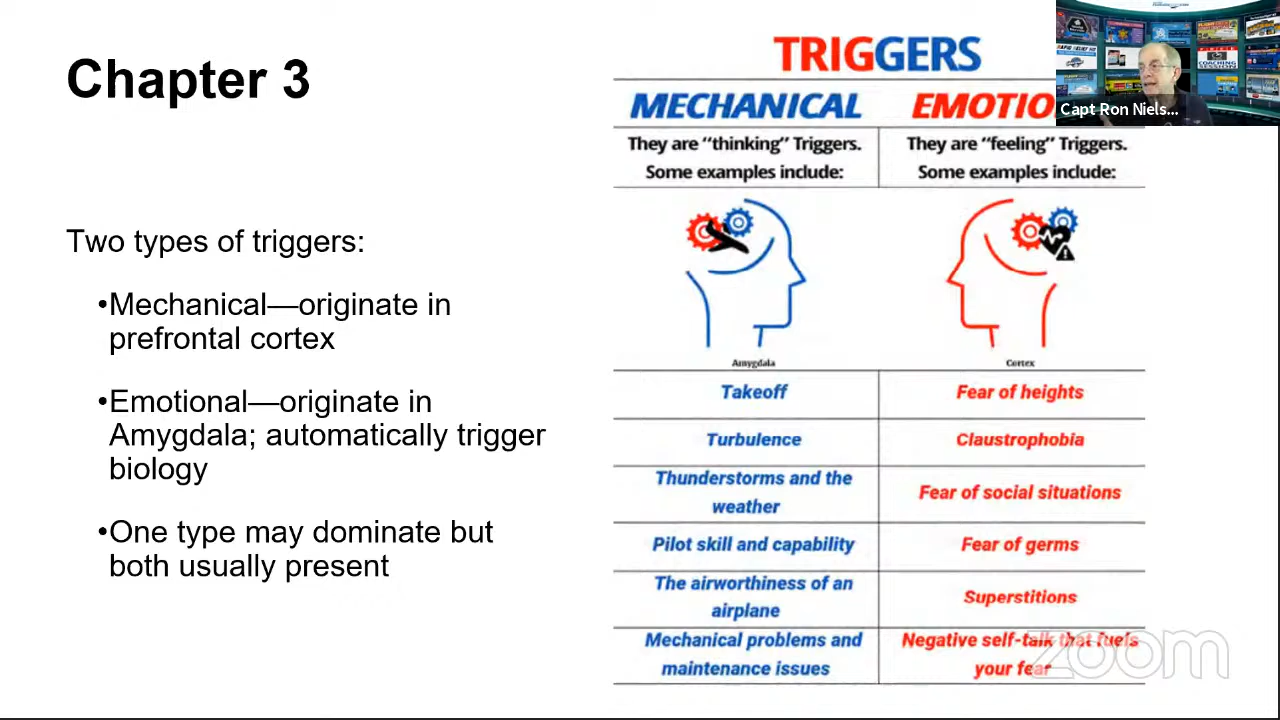 Chapter 3
Two types of triggers:
•Mechanical—originate in
prefrontal cortex
•Emotional—originate in
Amygdala; automatically trigger
biology
•One type may dominate but
both usually present
TRIGGERS
MECHANICAL
EMOTIO
They are “thinking” Triggers.
Some examples include:
They are “feeling” Triggers.
Some examples include:
Amygdala
Cortex
Takeoff
Fear of heights
Turbulence
Claustrophobia
Thunderstorms and the
weather
Fear of social situations
Pilot skill and capability
Fear of germs
The airworthiness of an
airplane
Superstitions
Mechanical problems and
maintenance issues
Negative self-talk that fuels
your fear
COACHING
SESSION
Capt Ron Niels...
zoom